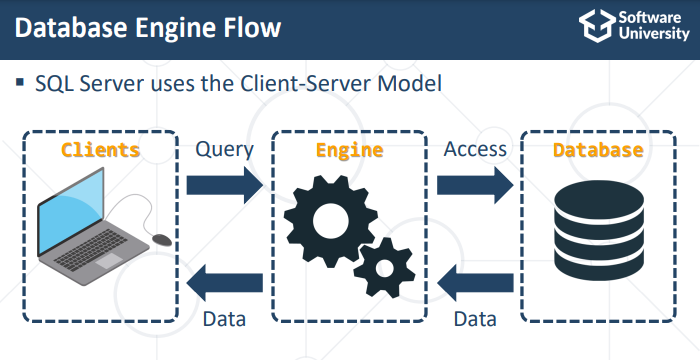 Database Engine Flow
Software
University
▪ SQL Server uses the Client-Server Model
Clients
Query
Engine
Access
Database
Data
Data